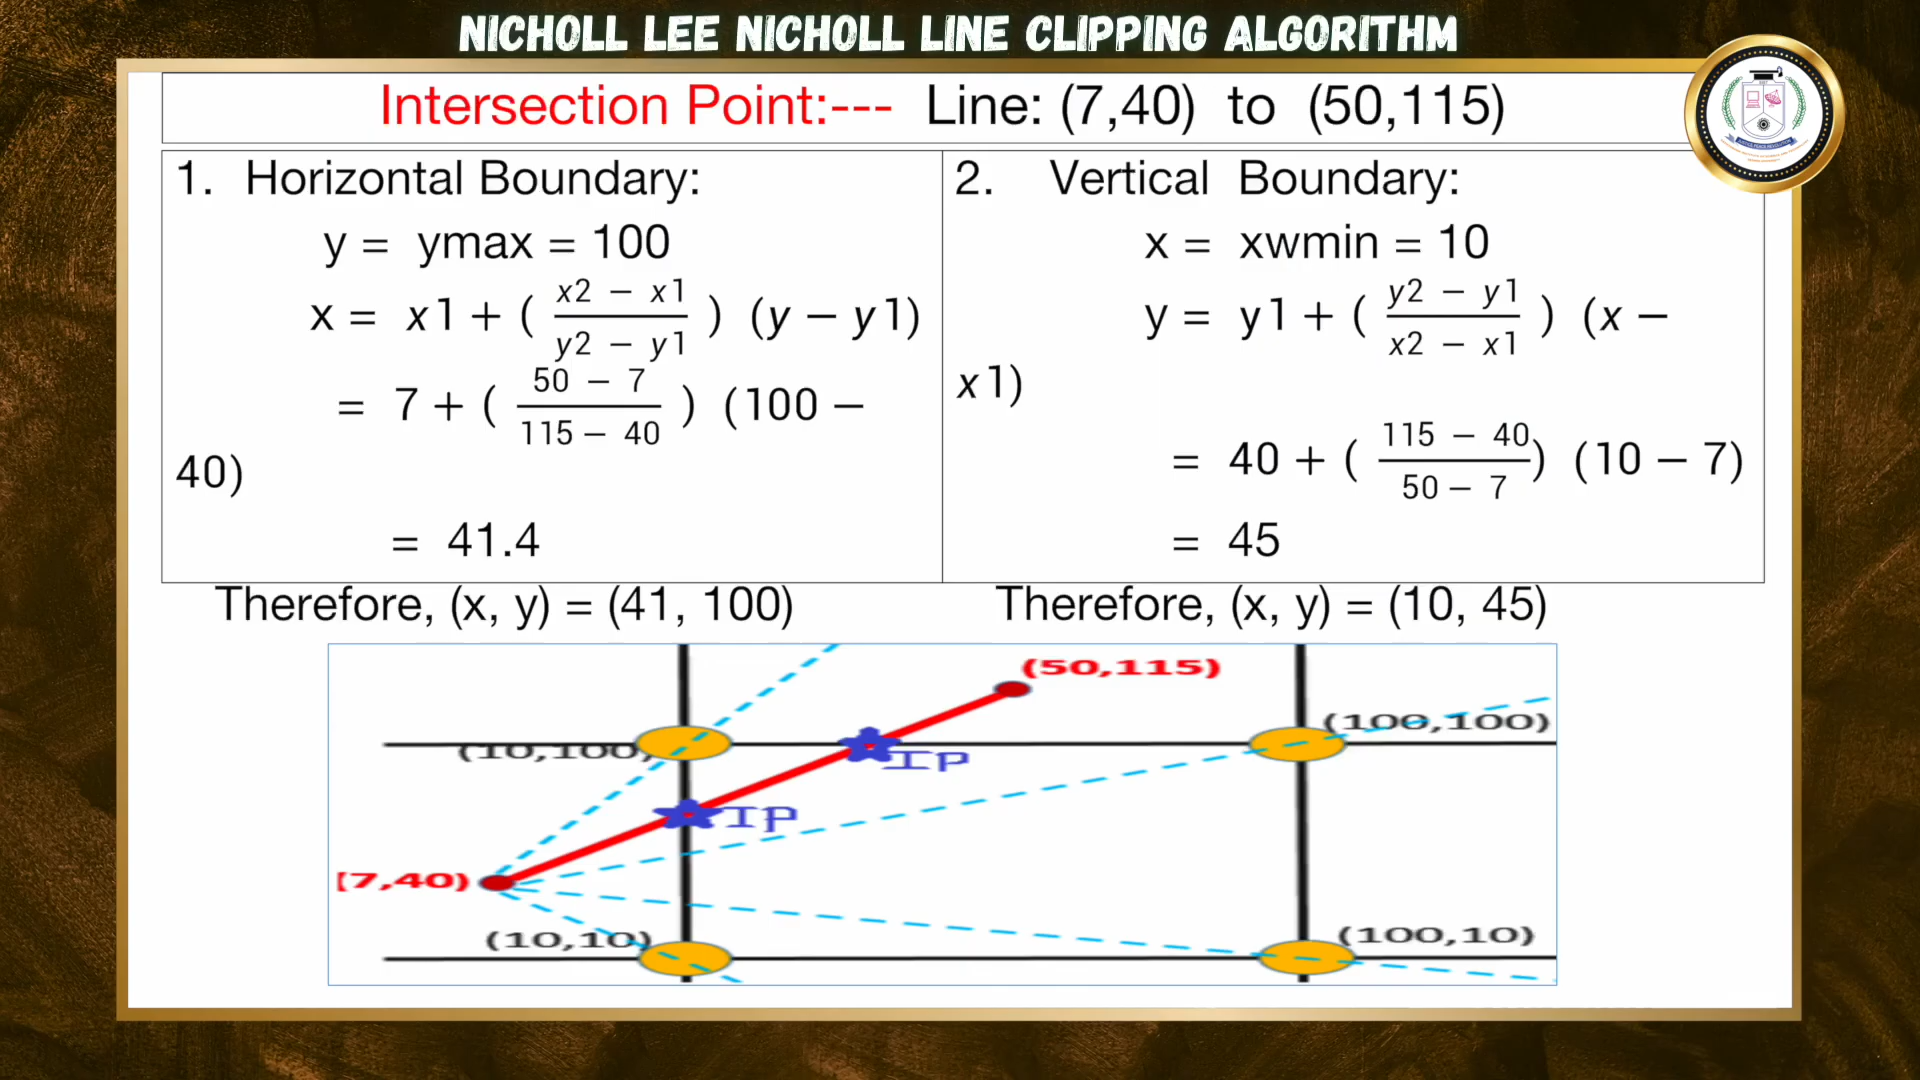 NICHOLL LEE NICHOLL LINE CLIPPING ALGORITHM
Intersection Point:--- Line: (7,40) to (50,115)
1. Horizontal Boundary:
y = ymax = 100
x = x1 + ( x2 − x1 / y2 − y1 ) (y − y1)
= 7 + ( 50 − 7 / 115 − 40 ) (100 −
40)
= 41.4
Therefore, (x, y) = (41, 100)
2. Vertical Boundary:
x = xwmin = 10
y = y1 + ( y2 − y1 / x2 − x1 ) (x −
x1)
= 40 + ( 115 − 40 / 50 − 7 ) (10 − 7)
= 45
Therefore, (x, y) = (10, 45)
(50,115)
(100,100)
(10,100)
IP
IP
(7,40)
(10,10)
(100,10)